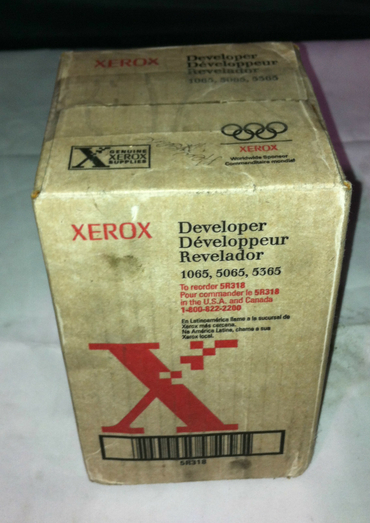 XEROX
Developer
Développeur
Revelador
1065, 5065, 5365
GENUINE
XEROX
SUPPLIES
XEROX
Worldwide Sponsor
Commanditaire mondial
XEROX
Developer
Développeur
Revelador
1065, 5065, 5365
To reorder 5R318
Pour commander le 5R318
in the U.S.A. and Canada
1-800-822-2200
En Latinoamérica llame a la sucursal de
Xerox más cercana.
Na América Latina, chame a sua
Xerox local.
5R318